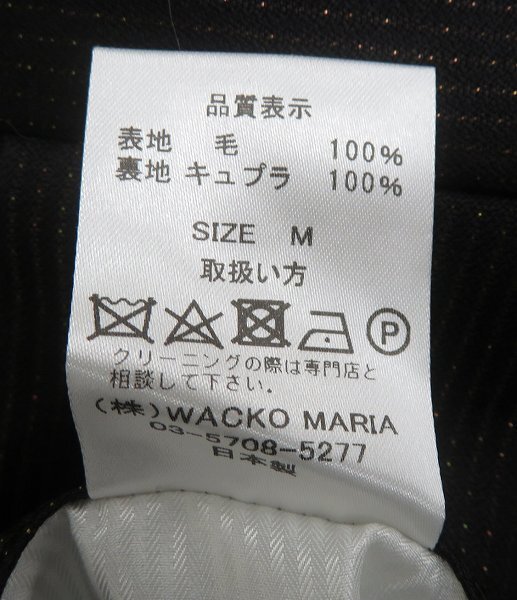 品質表示
表地 毛 100%
裏地 キュプラ 100%
SIZE M
取扱い方
P
クリーニングの際は専門店と
相談して下さい。
(株)WACKO MARIA
03-5708-5277
日本製